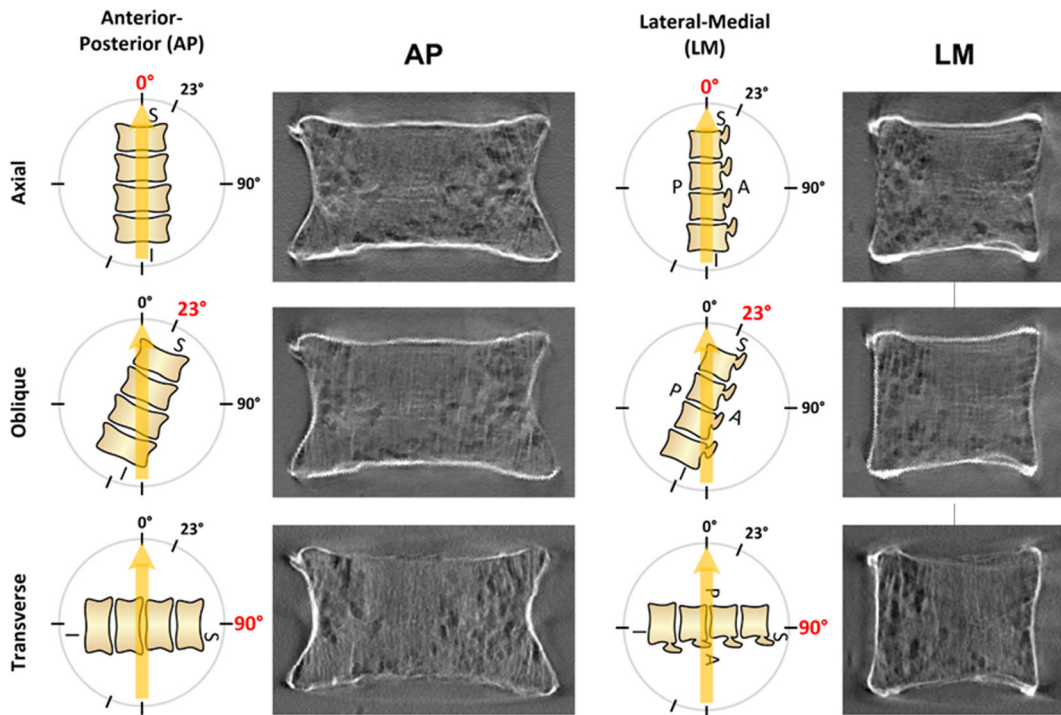 Anterior-
Posterior (AP)
AP
Lateral-Medial
(LM)
LM
Axial
0°
23°
S
90°
I
0°
23°
S
P
A
90°
I
Oblique
0°
23°
S
90°
I
0°
23°
S
P
A
90°
I
Transverse
0°
23°
I
S
90°
0°
23°
P
I
S
90°
A